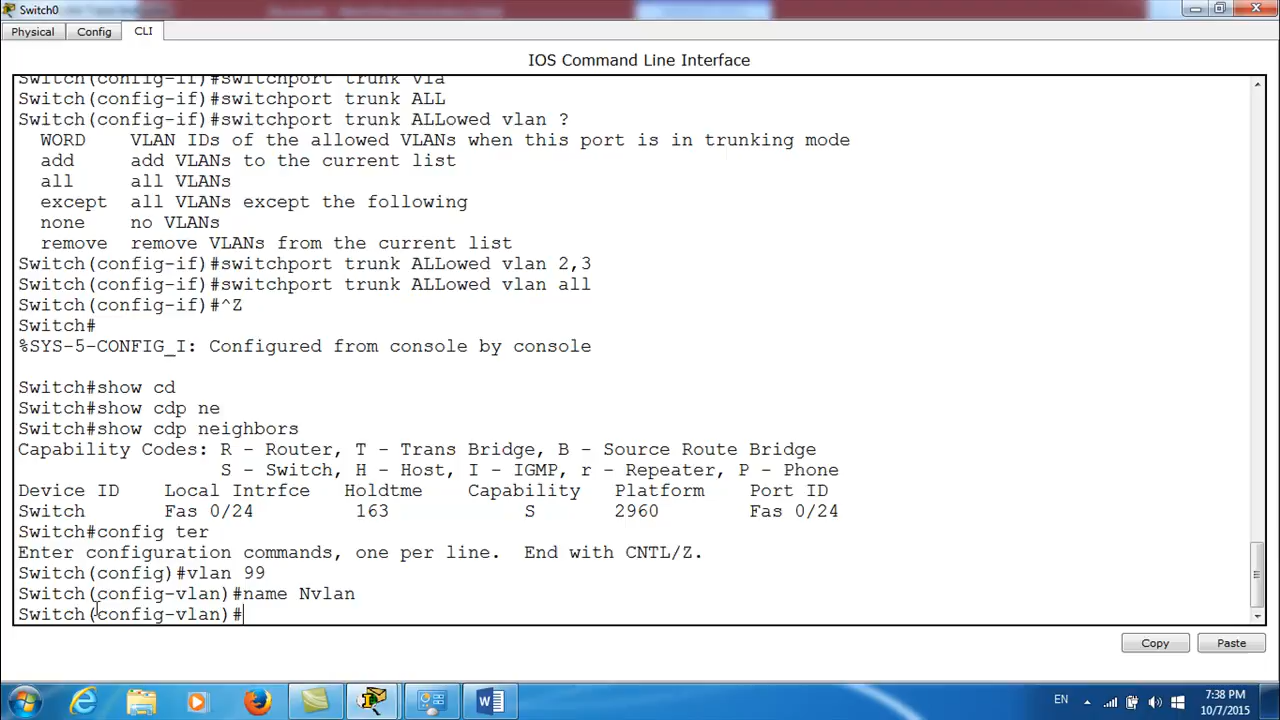 Switch0
Physical Config CLI
IOS Command Line Interface
Switch(config-if)#switchport trunk vla
Switch(config-if)#switchport trunk ALL
Switch(config-if)#switchport trunk ALLowed vlan ?
WORD VLAN IDs of the allowed VLANs when this port is in trunking mode
add add VLANs to the current list
all all VLANs
except all VLANs except the following
none no VLANs
remove remove VLANs from the current list
Switch(config-if)#switchport trunk ALLowed vlan 2,3
Switch(config-if)#switchport trunk ALLowed vlan all
Switch(config-if)#^Z
Switch#
%SYS-5-CONFIG_I: Configured from console by console
Switch#show cd
Switch#show cdp ne
Switch#show cdp neighbors
Capability Codes: R - Router, T - Trans Bridge, B - Source Route Bridge
S - Switch, H - Host, I - IGMP, r - Repeater, P - Phone
Device ID Local Intrfce Holdtme Capability Platform Port ID
Switch Fas 0/24 163 S 2960 Fas 0/24
Switch#config ter
Enter configuration commands, one per line. End with CNTL/Z.
Switch(config)#vlan 99
Switch(config-vlan)#name Nvlan
Switch(config-vlan)#
Copy Paste
EN 7:38 PM
10/7/2015